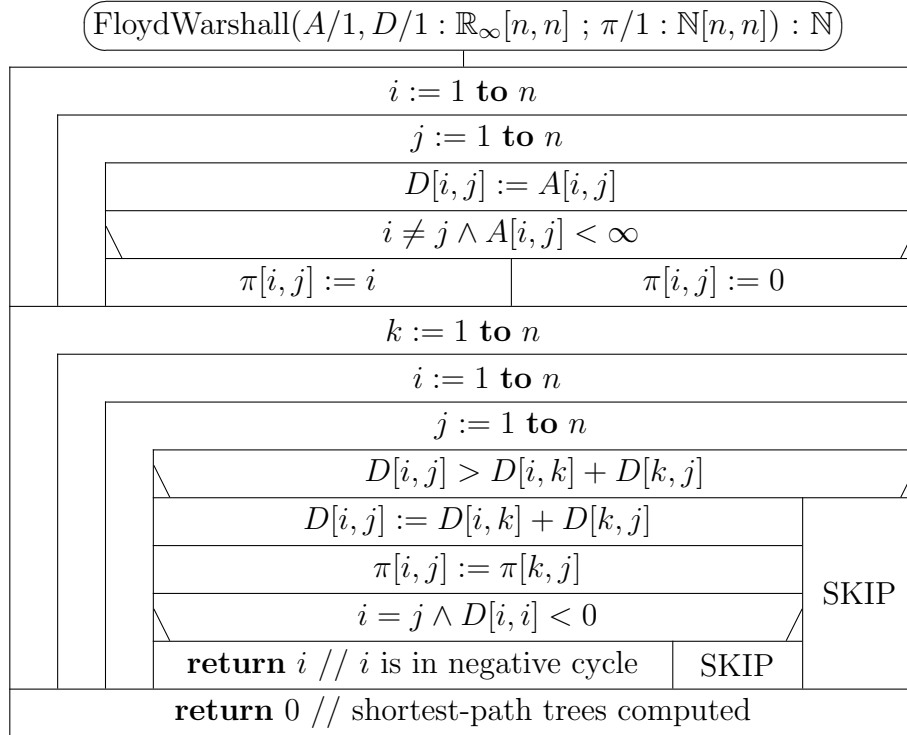 FloydWarshall(A/1, D/1 : ℝ∞[n, n] ; π/1 : ℕ[n, n]) : ℕ
i := 1 to n
j := 1 to n
D[i, j] := A[i, j]
i ≠ j ∧ A[i, j] < ∞
π[i, j] := i π[i, j] := 0
k := 1 to n
i := 1 to n
j := 1 to n
D[i, j] > D[i, k] + D[k, j]
D[i, j] := D[i, k] + D[k, j]
π[i, j] := π[k, j]
SKIP
i = j ∧ D[i, i] < 0
return i // i is in negative cycle SKIP
return 0 // shortest-path trees computed